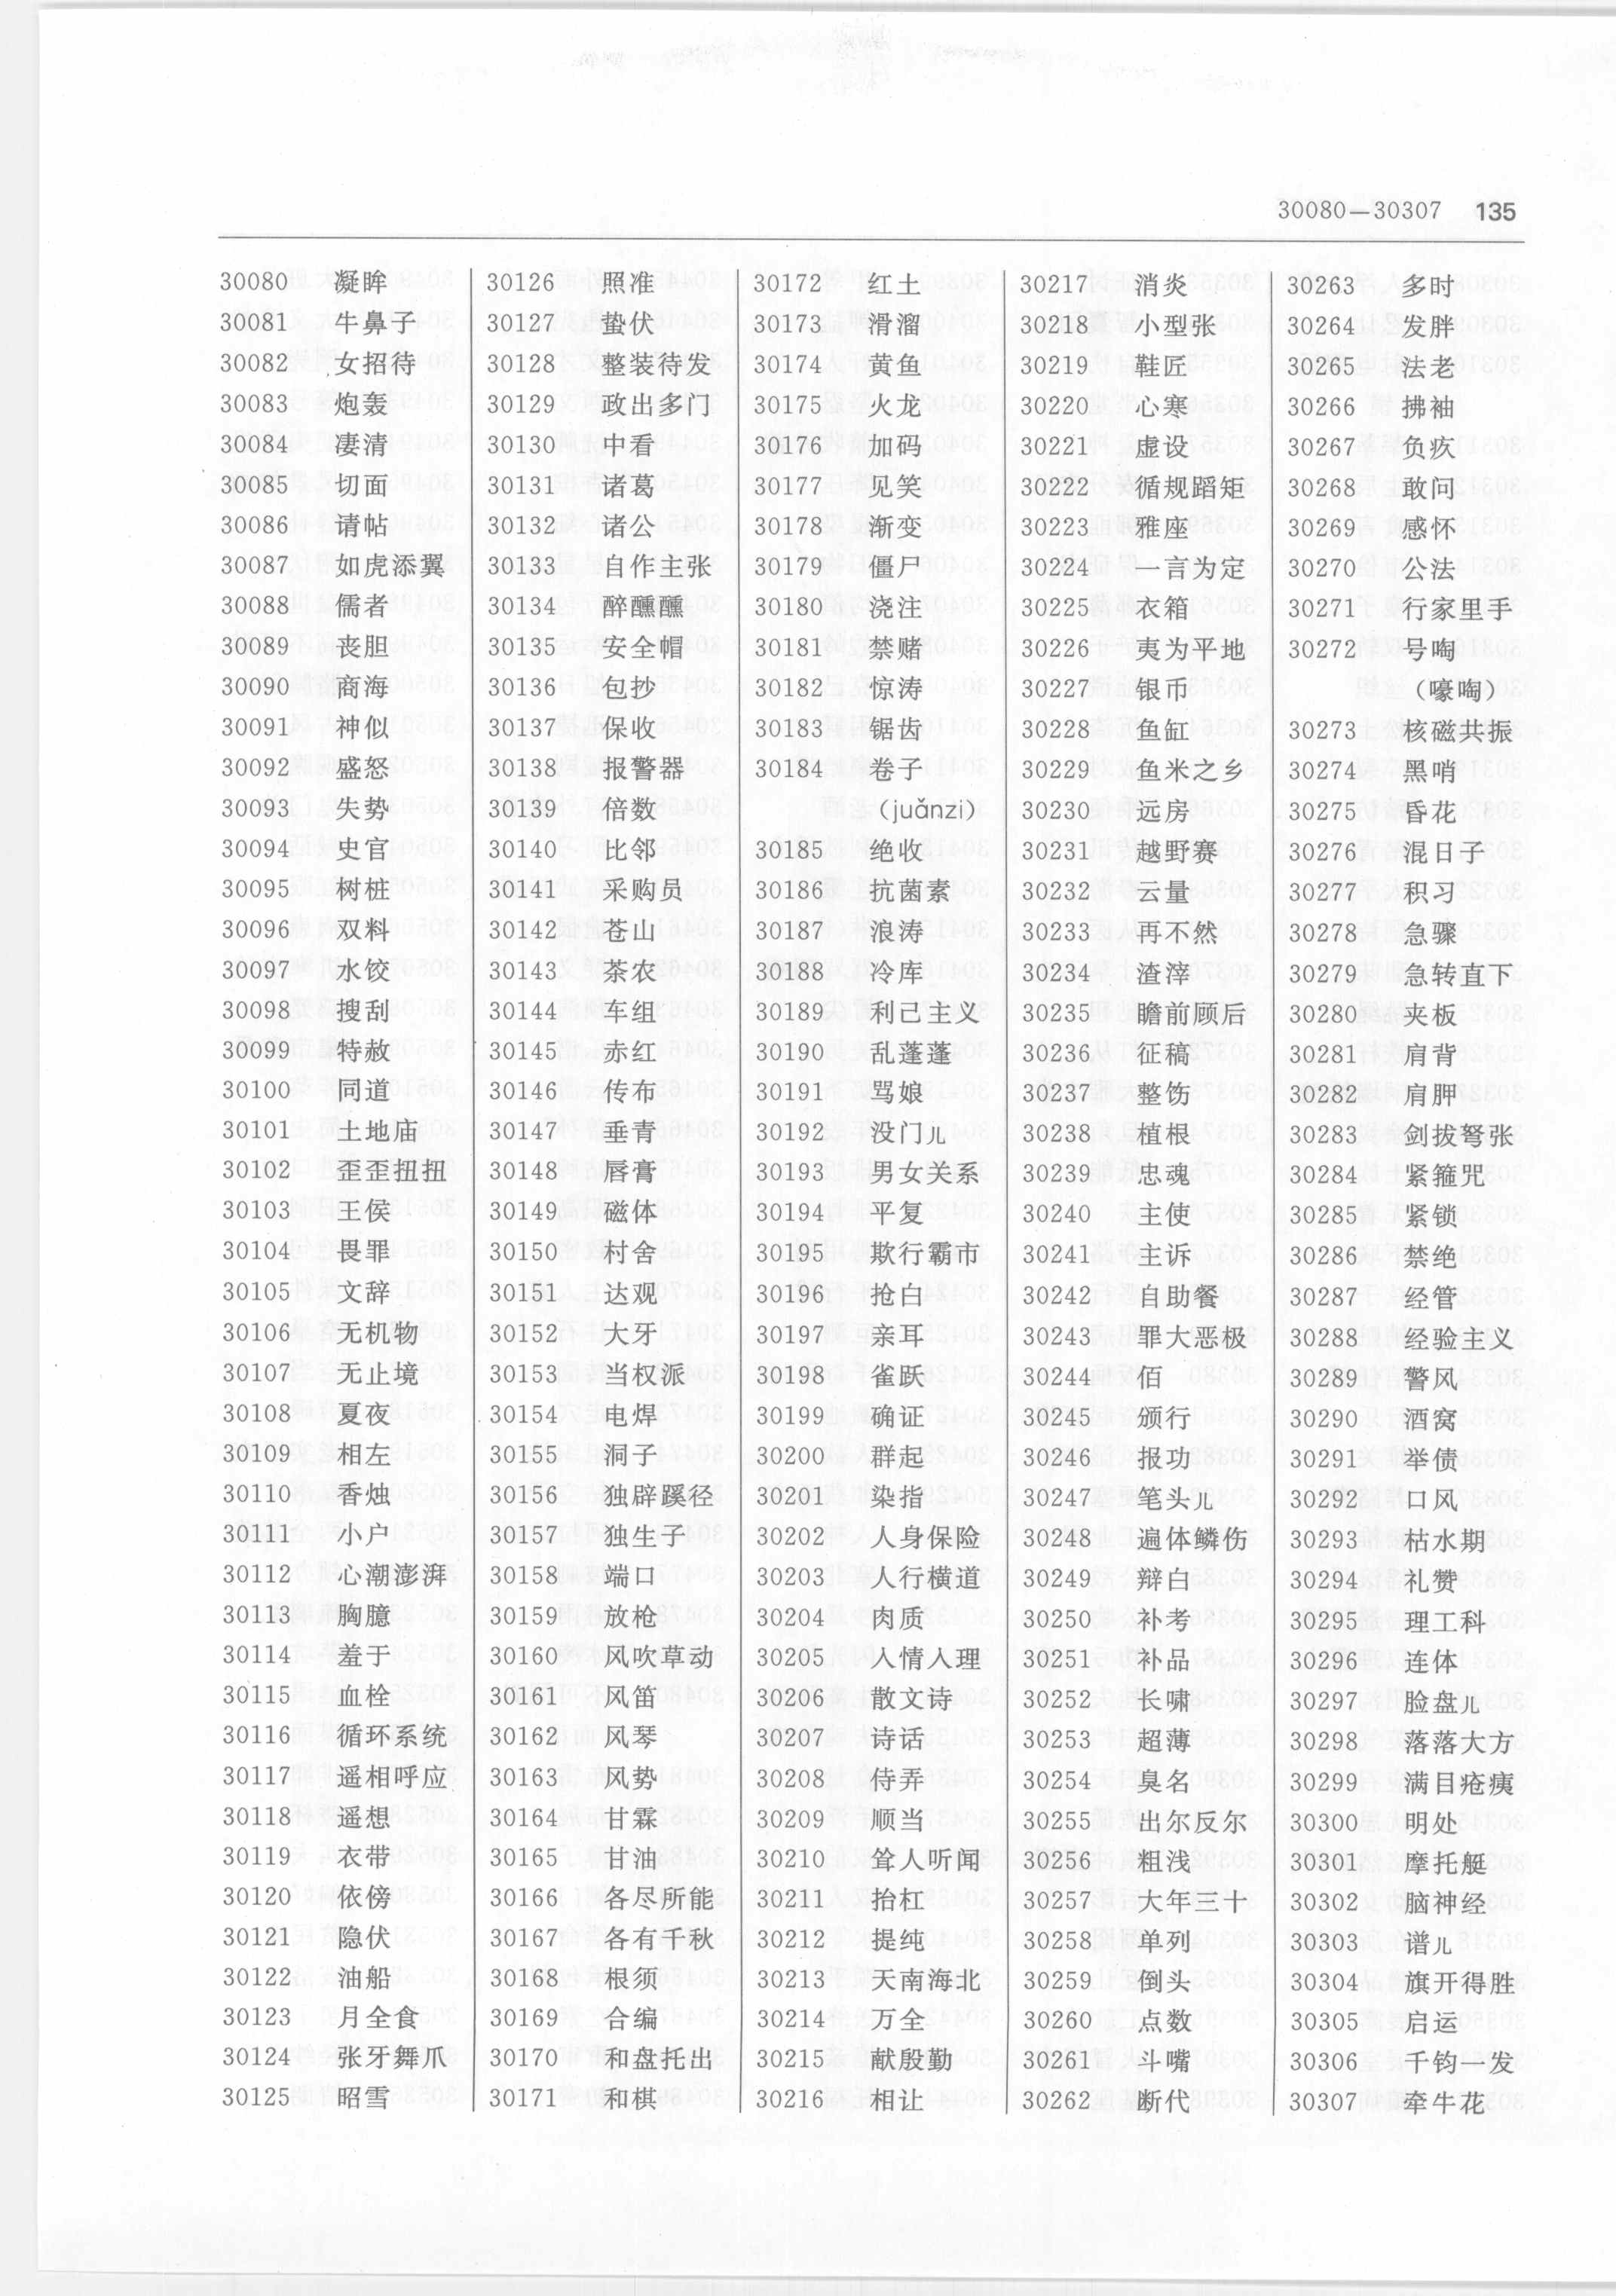 30080—30307 135
30080 凝眸
30081 牛鼻子
30082 女招待
30083 炮轰
30084 凄清
30085 切面
30086 请帖
30087 如虎添翼
30088 儒者
30089 丧胆
30090 商海
30091 神似
30092 盛怒
30093 失势
30094 史官
30095 树桩
30096 双料
30097 水饺
30098 搜刮
30099 特赦
30100 同道
30101 土地庙
30102 歪歪扭扭
30103 王侯
30104 畏罪
30105 文辞
30106 无机物
30107 无止境
30108 夏夜
30109 相左
30110 香烛
30111 小户
30112 心潮澎湃
30113 胸臆
30114 羞于
30115 血栓
30116 循环系统
30117 遥相呼应
30118 遥想
30119 衣带
30120 依傍
30121 隐伏
30122 油船
30123 月全食
30124 张牙舞爪
30125 昭雪
30126 照准
30127 蛰伏
30128 整装待发
30129 政出多门
30130 中看
30131 诸葛
30132 诸公
30133 自作主张
30134 醉醺醺
30135 安全帽
30136 包抄
30137 保收
30138 报警器
30139 倍数
30140 比邻
30141 采购员
30142 苍山
30143 茶农
30144 车组
30145 赤红
30146 传布
30147 垂青
30148 唇膏
30149 磁体
30150 村舍
30151 达观
30152 大牙
30153 当权派
30154 电焊
30155 洞子
30156 独辟蹊径
30157 独生子
30158 端口
30159 放枪
30160 风吹草动
30161 风笛
30162 风琴
30163 风势
30164 甘霖
30165 甘油
30166 各尽所能
30167 各有千秋
30168 根须
30169 合编
30170 和盘托出
30171 和棋
30172 红土
30173 滑溜
30174 黄鱼
30175 火龙
30176 加码
30177 见笑
30178 渐变
30179 僵尸
30180 浇注
30181 禁赌
30182 惊涛
30183 锯齿
30184 卷子
（juǎnzi）
30185 绝收
30186 抗菌素
30187 浪涛
30188 冷库
30189 利己主义
30190 乱蓬蓬
30191 骂娘
30192 没门儿
30193 男女关系
30194 平复
30195 欺行霸市
30196 抢白
30197 亲耳
30198 雀跃
30199 确证
30200 群起
30201 染指
30202 人身保险
30203 人行横道
30204 肉质
30205 入情入理
30206 散文诗
30207 诗话
30208 侍弄
30209 顺当
30210 耸人听闻
30211 抬杠
30212 提纯
30213 天南海北
30214 万全
30215 献殷勤
30216 相让
30217 消炎
30218 小型张
30219 鞋匠
30220 心寒
30221 虚设
30222 循规蹈矩
30223 雅座
30224 一言为定
30225 衣箱
30226 夷为平地
30227 银币
30228 鱼缸
30229 鱼米之乡
30230 远房
30231 越野赛
30232 云量
30233 再不然
30234 渣滓
30235 瞻前顾后
30236 征稿
30237 整饬
30238 植根
30239 忠魂
30240 主使
30241 主诉
30242 自助餐
30243 罪大恶极
30244 佰
30245 颁行
30246 报功
30247 笔头儿
30248 遍体鳞伤
30249 辩白
30250 补考
30251 补品
30252 长啸
30253 超薄
30254 臭名
30255 出尔反尔
30256 粗浅
30257 大年三十
30258 单列
30259 倒头
30260 点数
30261 斗嘴
30262 断代
30263 多时
30264 发胖
30265 法老
30266 拂袖
30267 负疚
30268 敢问
30269 感怀
30270 公法
30271 行家里手
30272 号啕
（嚎啕）
30273 核磁共振
30274 黑哨
30275 昏花
30276 混日子
30277 积习
30278 急骤
30279 急转直下
30280 夹板
30281 肩背
30282 肩胛
30283 剑拔弩张
30284 紧箍咒
30285 紧锁
30286 禁绝
30287 经管
30288 经验主义
30289 警风
30290 酒窝
30291 举债
30292 口风
30293 枯水期
30294 礼赞
30295 理工科
30296 连体
30297 脸盘儿
30298 落落大方
30299 满目疮痍
30300 明处
30301 摩托艇
30302 脑神经
30303 谱儿
30304 旗开得胜
30305 启运
30306 千钧一发
30307 牵牛花